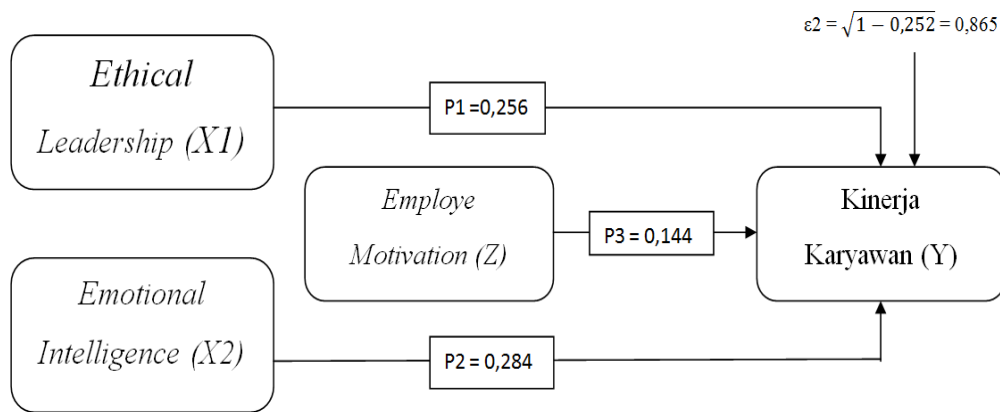 ε2 = √1 − 0,252 = 0,865
Ethical
Leadership (X1)
P1 =0,256
Employe
Motivation (Z)
P3 = 0,144
Kinerja
Karyawan (Y)
Emotional
Intelligence (X2)
P2 = 0,284